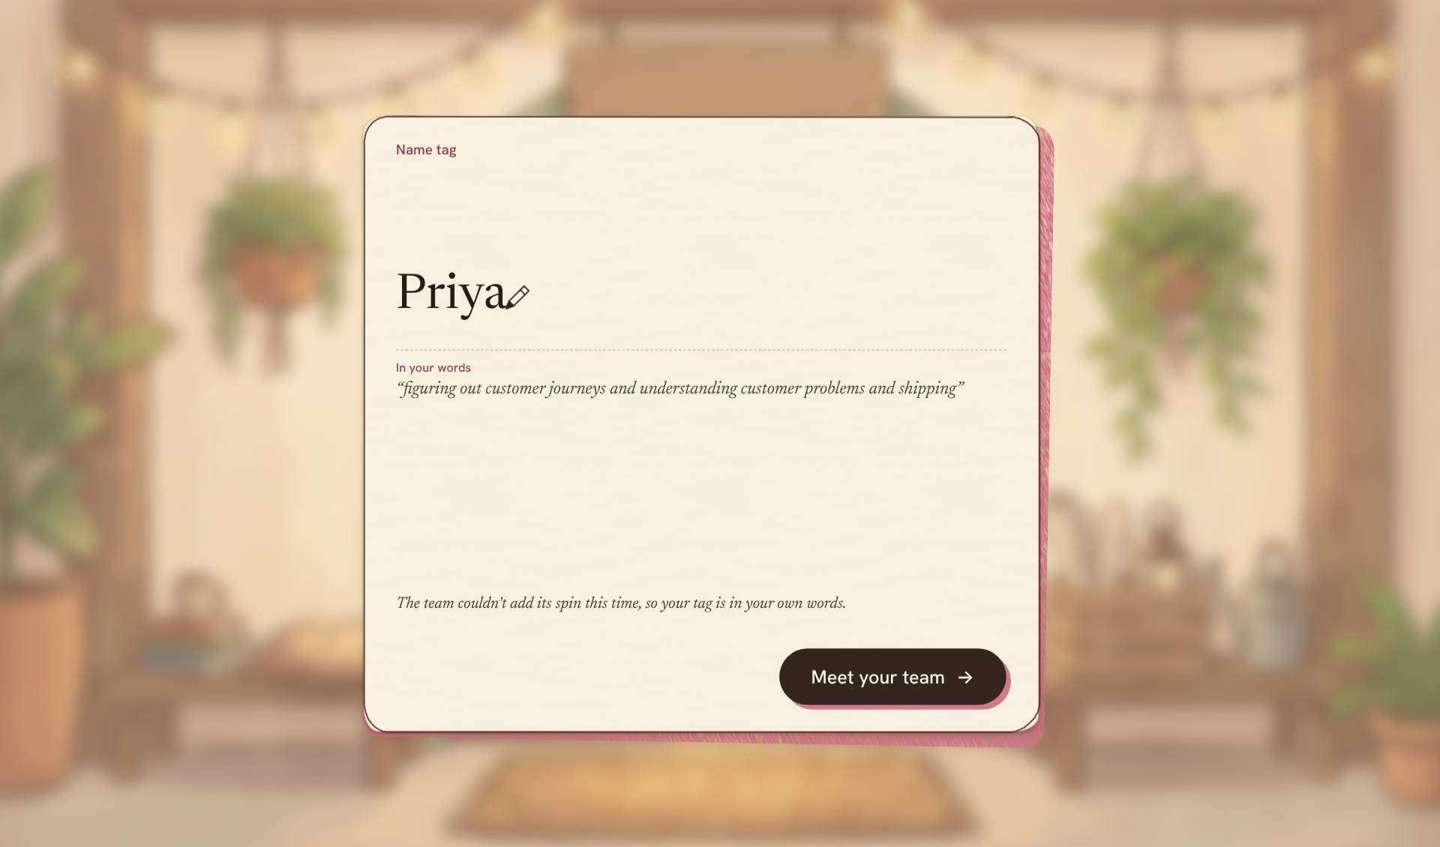 Name tag
Priya
In your words
“figuring out customer journeys and understanding customer problems and shipping”
The team couldn't add its spin this time, so your tag is in your own words.
Meet your team →